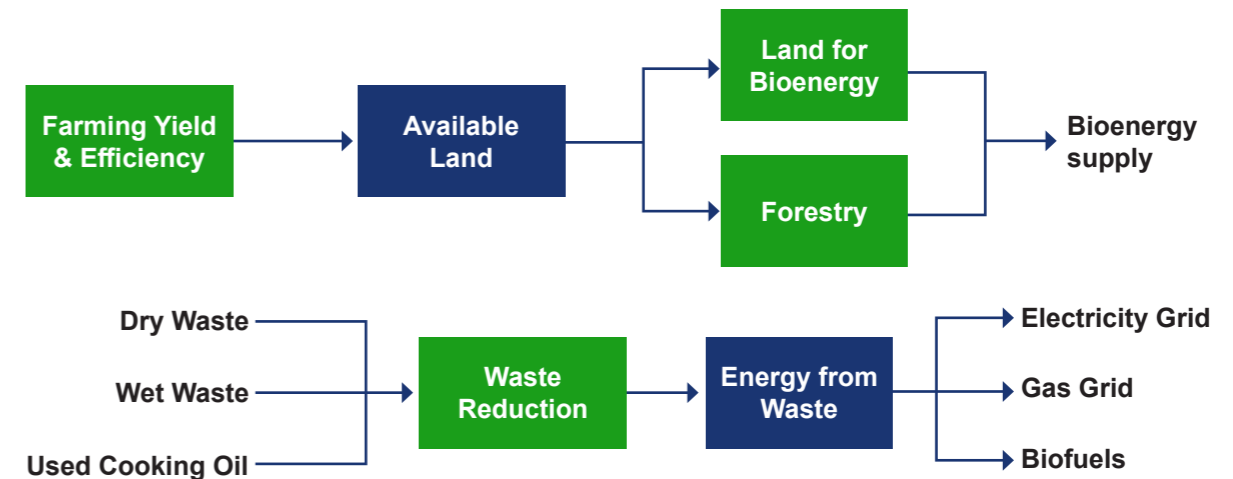 Farming Yield
& Efficiency
Available
Land
Land for
Bioenergy
Forestry
Bioenergy
supply
Dry Waste
Wet Waste
Used Cooking Oil
Waste
Reduction
Energy from
Waste
Electricity Grid
Gas Grid
Biofuels